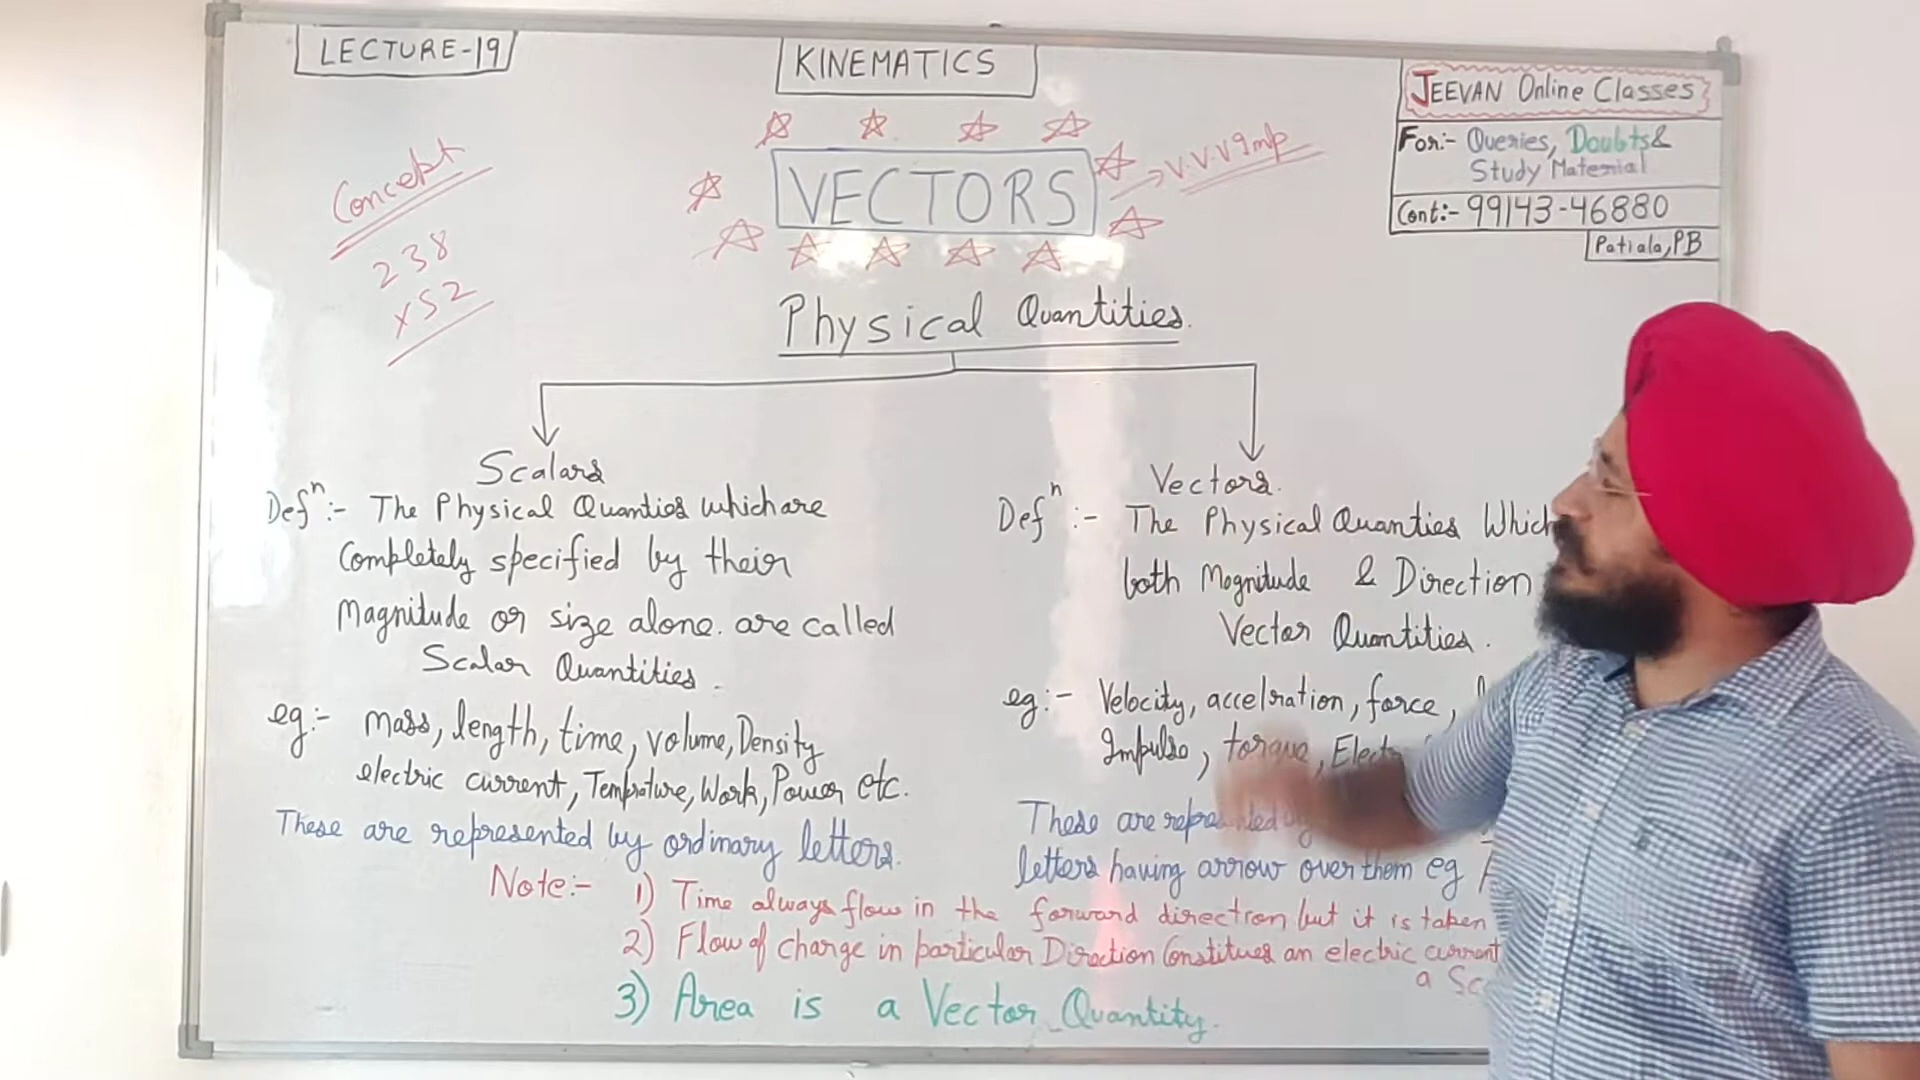 LECTURE-19
KINEMATICS
JEEVAN Online Classes
For:- Queries, Doubts &
Study Material
Cont:- 99143-46880
Patiala, PB
Concept
238
x52
VECTORS
V.V.V Imp
Physical Quantities.
Scalars
Defⁿ:- The Physical Quanties which are
Completely specified by their
Magnitude or size alone. are called
Scalar Quantities.
eg:- Mass, length, time, volume, Density
electric current, Temprature, Work, Power etc.
These are represented by ordinary letters.
Vectors.
Defⁿ:- The Physical Quanties Which
both Magnitude & Direction
Vector Quantities.
eg:- Velocity, accelration, force,
Impulse, torque,
These are
letters having arrow over them eg
Note:- 1) Time always flow in the forward direction but it is taken
2) Flow of charge in particular Direction Constitues an electric current
a
3) Area is a Vector Quantity.